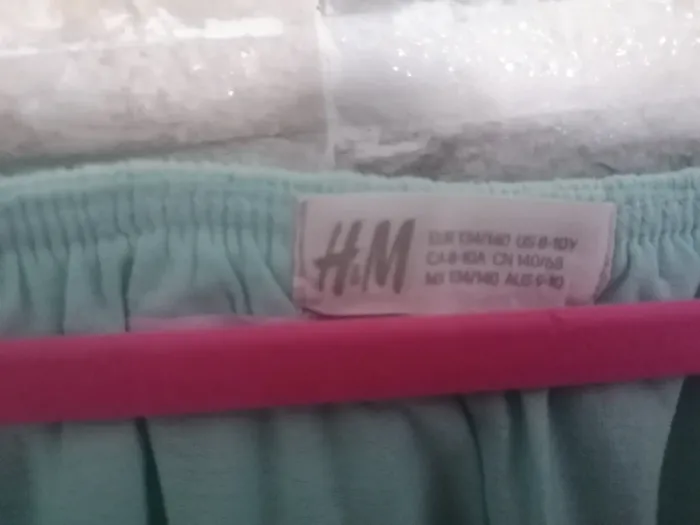 H&M
EUR 134/140 US 8-10Y
CA 8-10A CN 140/68
MX 134/140 AUS 9-10